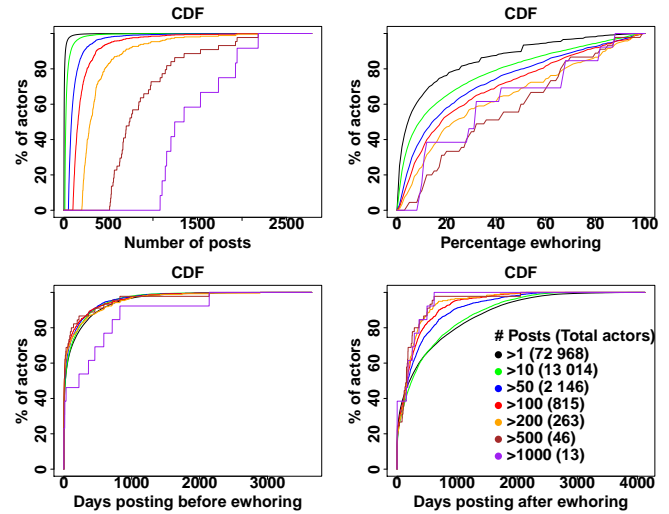 CDF
% of actors
0 20 40 60 80
0 500 1500 2500
Number of posts
CDF
% of actors
0 20 40 60 80
0 20 40 60 80 100
Percentage ewhoring
CDF
% of actors
0 20 40 60 80
0 1000 2000 3000
Days posting before ewhoring
CDF
% of actors
0 20 40 60 80
# Posts (Total actors)
>1 (72 968)
>10 (13 014)
>50 (2 146)
>100 (815)
>200 (263)
>500 (46)
>1000 (13)
0 1000 2000 3000 4000
Days posting after ewhoring